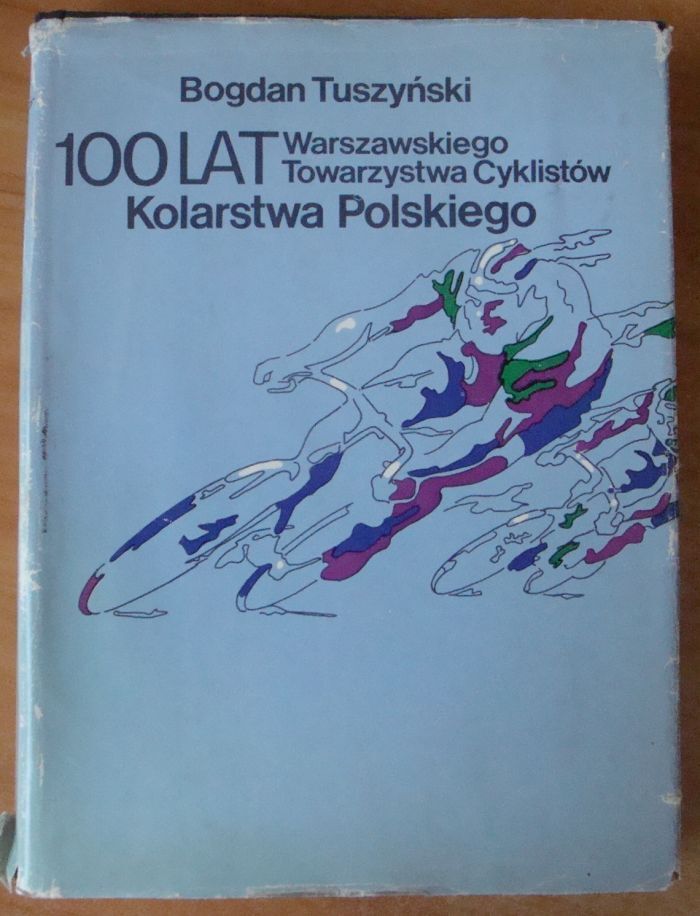 Bogdan Tuszyński
100 LAT Warszawskiego
Towarzystwa Cyklistów
Kolarstwa Polskiego